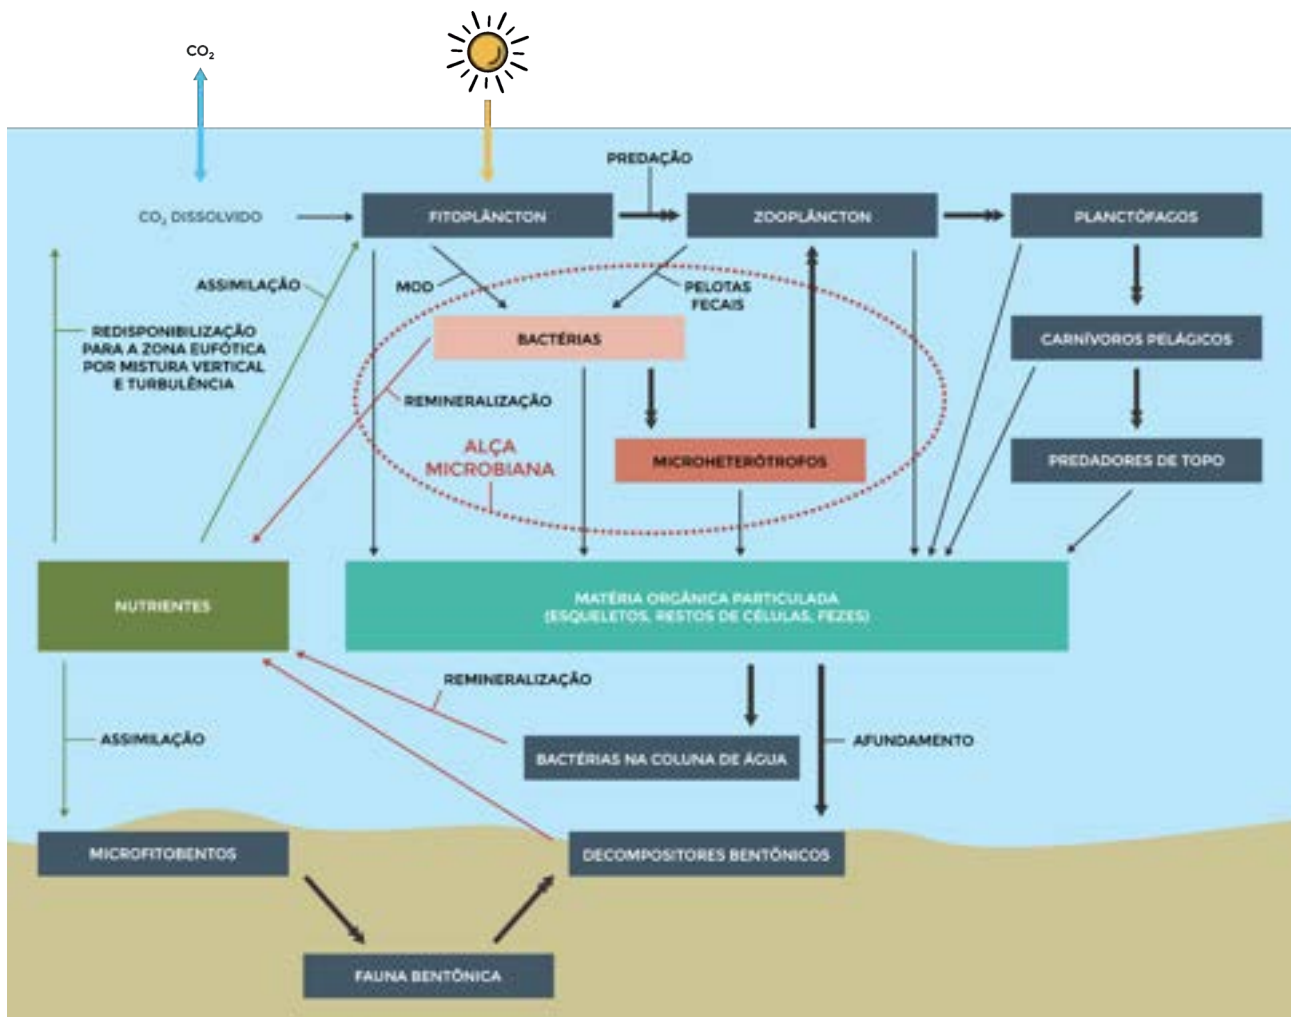 CO₂
PREDAÇÃO
CO₂ DISSOLVIDO
FITOPLÂNCTON
ZOOPLÂNCTON
PLANCTÓFAGOS
ASSIMILAÇÃO
MOD
PELOTAS
FECAIS
REDISPONIBILIZAÇÃO
PARA A ZONA EUFÓTICA
POR MISTURA VERTICAL
E TURBULÊNCIA
BACTÉRIAS
CARNÍVOROS PELÁGICOS
REMINERALIZAÇÃO
ALÇA
MICROBIANA
MICROHETERÓTROFOS
PREDADORES DE TOPO
NUTRIENTES
MATÉRIA ORGÂNICA PARTICULADA
(ESQUELETOS, RESTOS DE CÉLULAS, FEZES)
REMINERALIZAÇÃO
ASSIMILAÇÃO
BACTÉRIAS NA COLUNA DE ÁGUA
AFUNDAMENTO
MICROFITOBENTOS
DECOMPOSITORES BENTÔNICOS
FAUNA BENTÔNICA